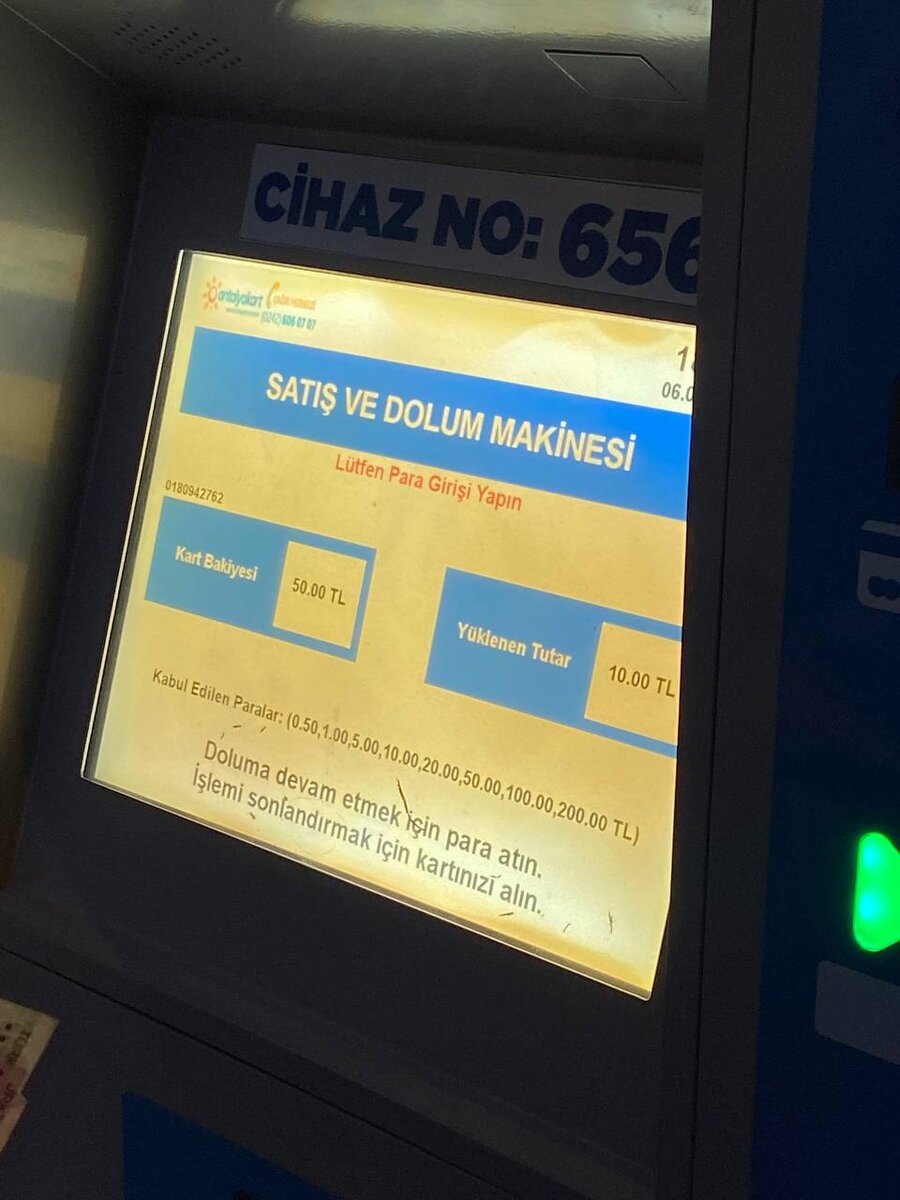 CİHAZ NO: 656
antalyakart
ÇAĞRI MERKEZİ
(0242) 606 07 07
SATIŞ VE DOLUM MAKİNESİ
Lütfen Para Girişi Yapın
0180942762
Kart Bakiyesi
50.00 TL
Yüklenen Tutar
10.00 TL
Kabul Edilen Paralar: (0.50,1.00,5.00,10.00,20.00,50.00,100.00,200.00 TL)
Doluma devam etmek için para atın.
İşlemi sonlandırmak için kartınızı alın.